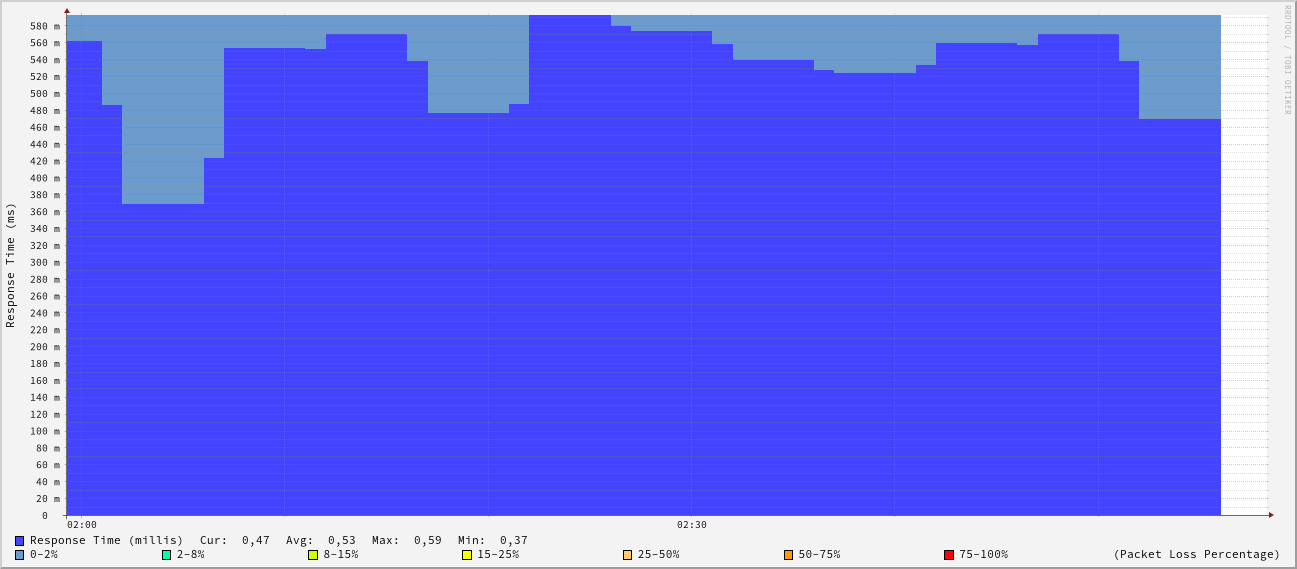 RRDTOOL / TOBI OETIKER
Response Time (ms)
580 m
560 m
540 m
520 m
500 m
480 m
460 m
440 m
420 m
400 m
380 m
360 m
340 m
320 m
300 m
280 m
260 m
240 m
220 m
200 m
180 m
160 m
140 m
120 m
100 m
80 m
60 m
40 m
20 m
0
02:00 02:30
Response Time (millis) Cur: 0,47 Avg: 0,53 Max: 0,59 Min: 0,37
0-2% 2-8% 8-15% 15-25% 25-50% 50-75% 75-100% (Packet Loss Percentage)